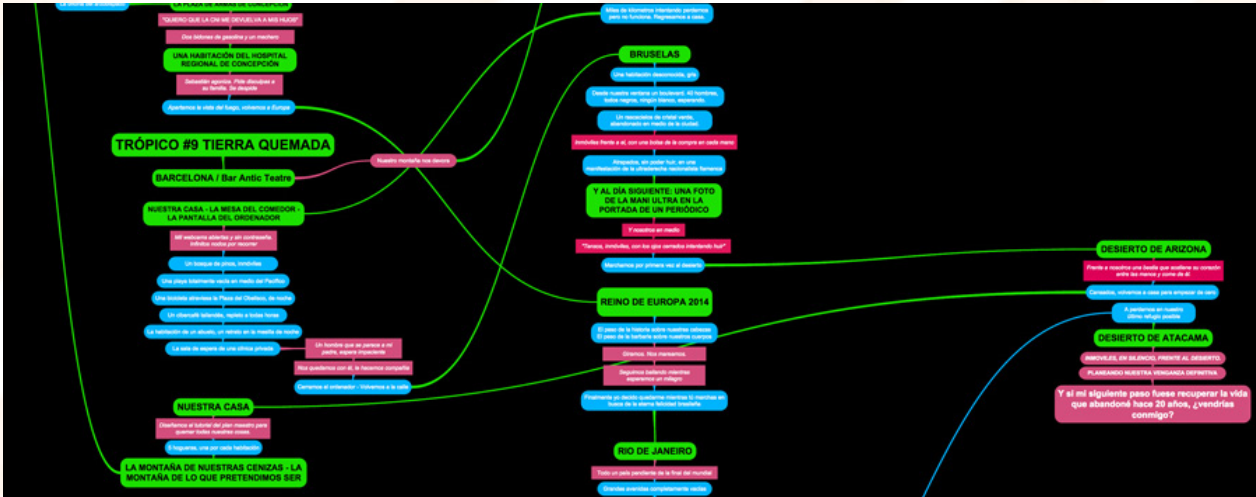 LA PLAZA DE ARMAS DE CONCEPCIÓN
"QUIERO QUE LA CNI ME DEVUELVA A MIS HIJOS"
Dos bidones de gasolina y un mechero
UNA HABITACIÓN DEL HOSPITAL
REGIONAL DE CONCEPCIÓN
Sebastián agoniza. Pide disculpas a
su familia. Se despide
Apartamos la vista del fuego, volvemos a Europa
TRÓPICO #9 TIERRA QUEMADA
BARCELONA / Bar Antic Teatre
Nuestra montaña nos devora
NUESTRA CASA - LA MESA DEL COMEDOR -
LA PANTALLA DEL ORDENADOR
Mil webcams abiertas y sin contraseña
Infinitos nodos por recorrer
Un bosque de pinos, inmóviles
Una playa totalmente vacía en medio del Pacífico
Una bicicleta atraviesa la Plaza del Obelisco, de noche
Un cibercafé tailandés, repleto a todas horas
La habitación de un abuelo, un retrato en la mesilla de noche
La sala de espera de una clínica privada
Un hombre que se parece a mi
padre, espera impaciente
Nos quedamos con él, le hacemos compañía
Cerramos el ordenador - Volvemos a la calle
NUESTRA CASA
Diseñamos el tutorial del plan maestro para
quemar todas nuestras cosas
5 hogueras, una por cada habitación
LA MONTAÑA DE NUESTRAS CENIZAS - LA
MONTAÑA DE LO QUE PRETENDIMOS SER
Miles de kilometros intentando perdernos
pero no funciona. Regresamos a casa.
BRUSELAS
Una habitación desconocida, gris
Desde nuestra ventana un boulevard. 40 hombres,
todos negros, ningún blanco, esperando.
Un rascacielos de cristal verde,
abandonado en medio de la ciudad.
Inmóviles frente a el, con una bolsa de la compra en cada mano
Atrapados, sin poder huir, en una
manifestación de la ultraderecha nacionalista flamenca
Y AL DÍA SIGUIENTE: UNA FOTO
DE LA MANI ULTRA EN LA
PORTADA DE UN PERIÓDICO
Y nosotros en medio
"Tensos, inmóviles, con los ojos cerrados intentando huir"
Marchamos por primera vez al desierto
REINO DE EUROPA 2014
El peso de la historia sobre nuestras cabezas
El peso de la barbarie sobre nuestros cuerpos
Giramos. Nos mareamos.
Seguimos bailando mientras
esperamos un milagro
Finalmente yo decido quedarme mientras tú marchas en
busca de la eterna felicidad brasileña
RIO DE JANEIRO
Todo un país pendiente de la final del mundial
Grandes avenidas completamente vacías
DESIERTO DE ARIZONA
Frente a nosotros una bestia que sostiene su corazón
entre las manos y come de él
Cansados, volvemos a casa para empezar de cero
A perdernos en nuestro
último refugio posible
DESIERTO DE ATACAMA
INMOVILES, EN SILENCIO, FRENTE AL DESIERTO.
PLANEANDO NUESTRA VENGANZA DEFINITIVA
Y si mi siguiente paso fuese recuperar la vida
que abandoné hace 20 años, ¿vendrías
conmigo?